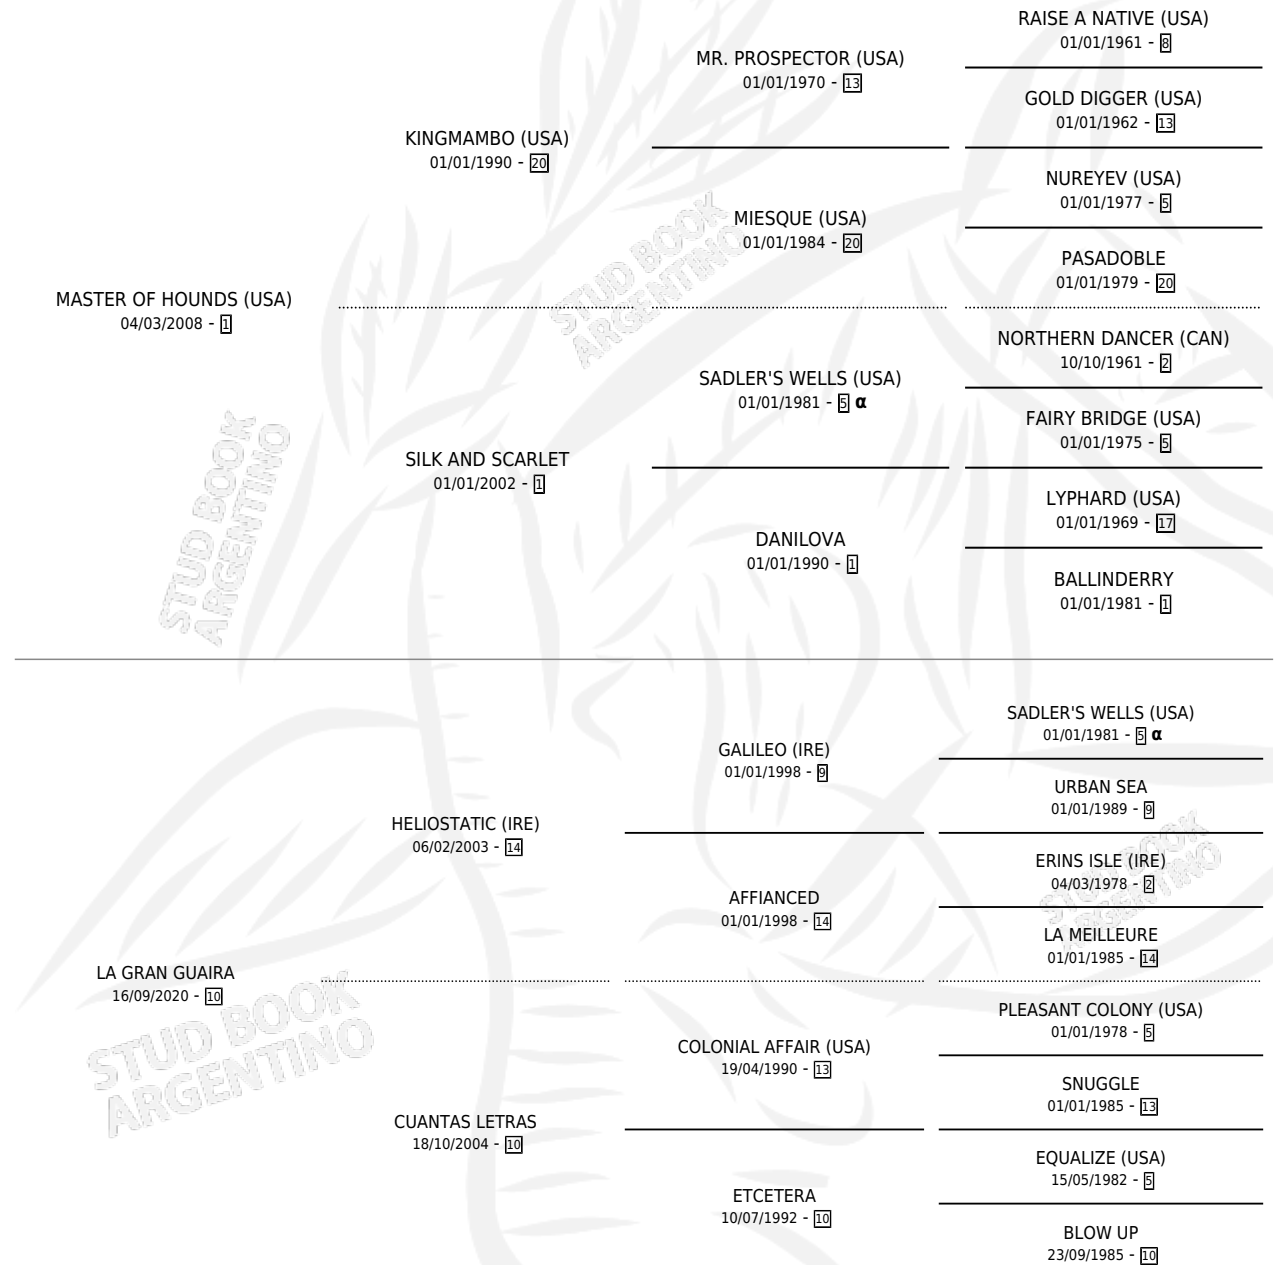 RAISE A NATIVE (USA)
01/01/1961 - 8
MR. PROSPECTOR (USA)
01/01/1970 - 13
GOLD DIGGER (USA)
01/01/1962 - 13
KINGMAMBO (USA)
01/01/1990 - 20
NUREYEV (USA)
01/01/1977 - 5
MIESQUE (USA)
01/01/1984 - 20
PASADOBLE
01/01/1979 - 20
MASTER OF HOUNDS (USA)
04/03/2008 - 1
NORTHERN DANCER (CAN)
10/10/1961 - 2
SADLER'S WELLS (USA)
01/01/1981 - 5 α
FAIRY BRIDGE (USA)
01/01/1975 - 5
SILK AND SCARLET
01/01/2002 - 1
LYPHARD (USA)
01/01/1969 - 17
DANILOVA
01/01/1990 - 1
BALLINDERRY
01/01/1981 - 1
SADLER'S WELLS (USA)
01/01/1981 - 5 α
GALILEO (IRE)
01/01/1998 - 9
URBAN SEA
01/01/1989 - 9
HELIOSTATIC (IRE)
06/02/2003 - 14
ERINS ISLE (IRE)
04/03/1978 - 2
AFFIANCED
01/01/1998 - 14
LA MEILLEURE
01/01/1985 - 14
LA GRAN GUAIRA
16/09/2020 - 10
PLEASANT COLONY (USA)
01/01/1978 - 5
COLONIAL AFFAIR (USA)
19/04/1990 - 13
SNUGGLE
01/01/1985 - 13
CUANTAS LETRAS
18/10/2004 - 10
EQUALIZE (USA)
15/05/1982 - 5
ETCETERA
10/07/1992 - 10
BLOW UP
23/09/1985 - 10
STUD BOOK
ARGENTINO
STUD BOOK
ARGENTINO
STUD BOOK
ARGENTINO
STUD BOOK
ARGENTINO